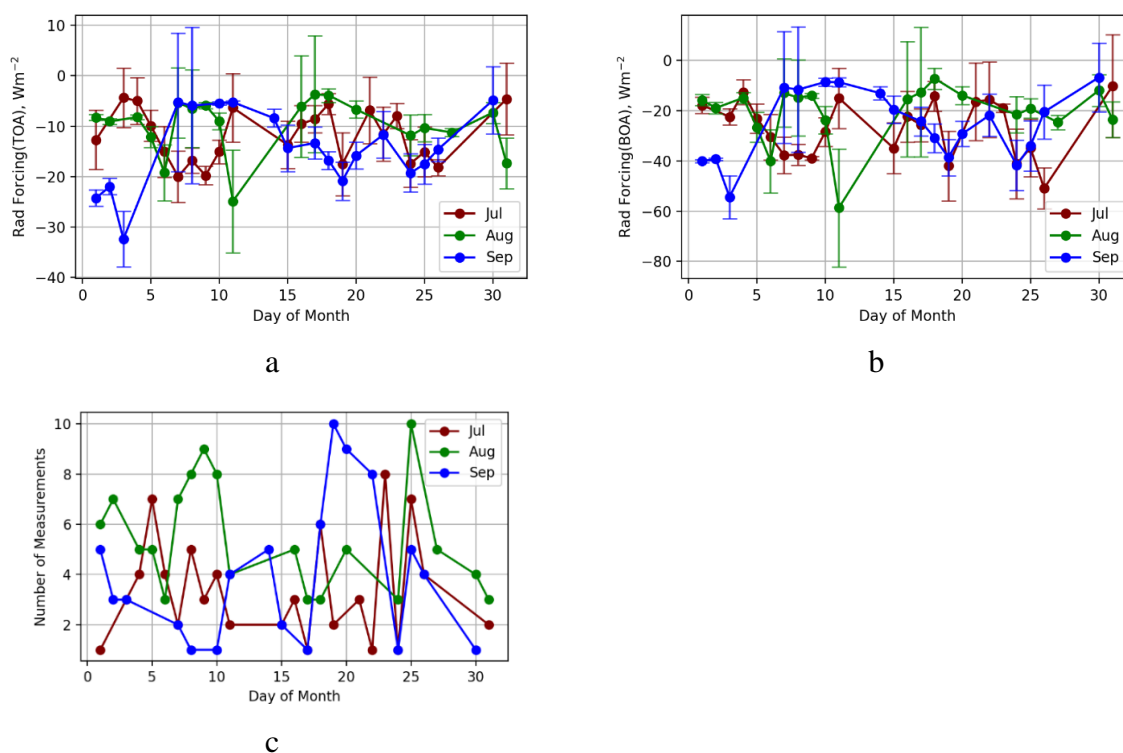 10
0
−10
−20
−30
−40
Rad Forcing(TOA), Wm⁻²
Jul
Aug
Sep
0 5 10 15 20 25 30
Day of Month
a
0
−20
−40
−60
−80
Rad Forcing(BOA), Wm⁻²
Jul
Aug
Sep
0 5 10 15 20 25 30
Day of Month
b
10
8
6
4
2
Number of Measurements
Jul
Aug
Sep
0 5 10 15 20 25 30
Day of Month
c